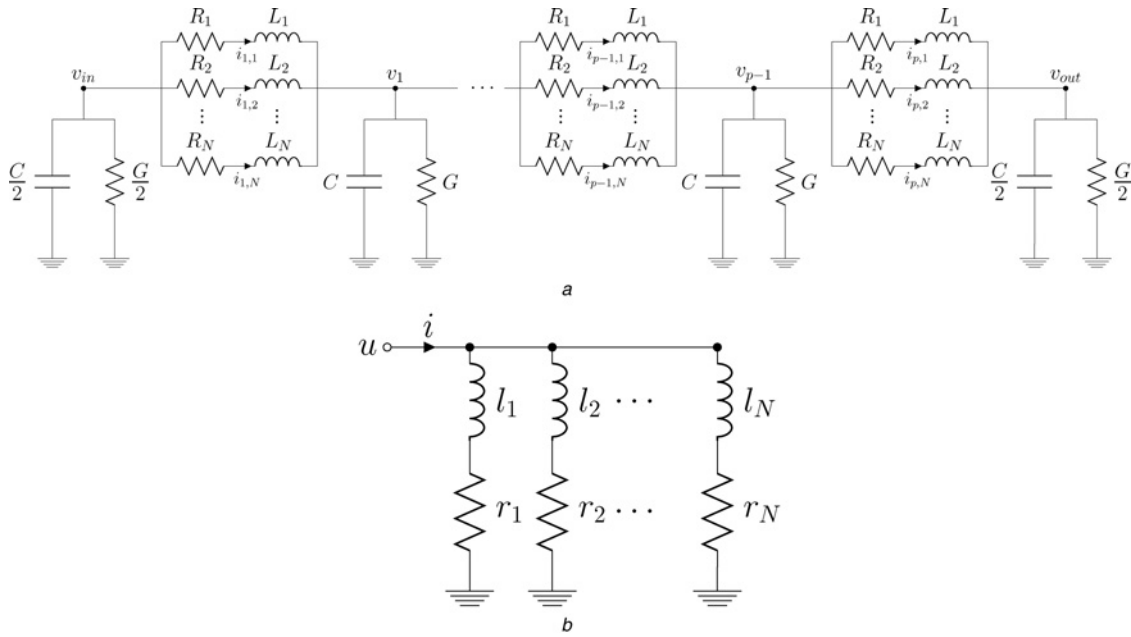 R_1 L_1 R_1 L_1 R_1 L_1
i_{1,1} i_{p-1,1} i_{p,1}
v_{in} R_2 L_2 v_1 R_2 L_2 v_{p-1} R_2 L_2 v_{out}
i_{1,2} ... i_{p-1,2} i_{p,2}
⋮ ⋮ ⋮ ⋮ ⋮ ⋮
R_N L_N R_N L_N R_N L_N
i_{1,N} i_{p-1,N} i_{p,N}
C/2 G/2 C G C G C/2 G/2
a
u i
l_1 l_2 ... l_N
r_1 r_2 ... r_N
b